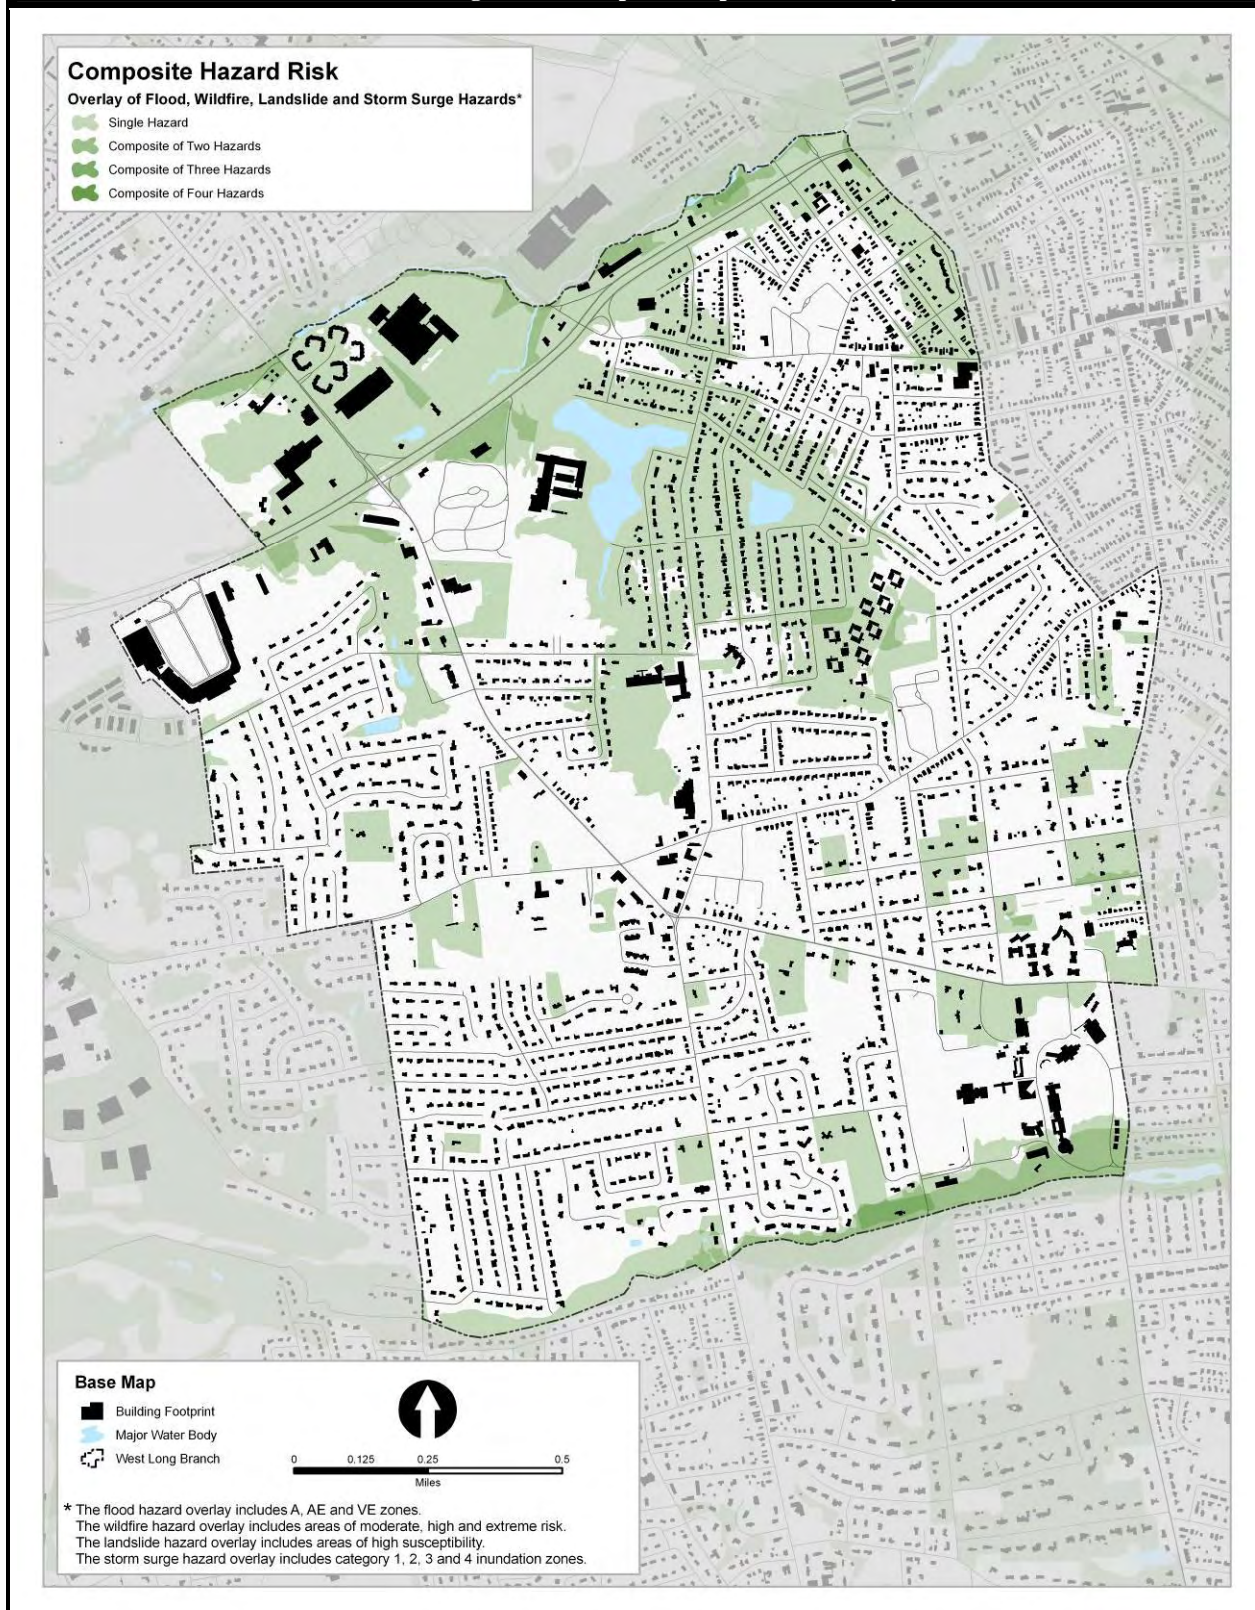 Composite Hazard Risk
Overlay of Flood, Wildfire, Landslide and Storm Surge Hazards*
Single Hazard
Composite of Two Hazards
Composite of Three Hazards
Composite of Four Hazards
Base Map
Building Footprint
Major Water Body
West Long Branch
0 0.125 0.25 0.5
Miles
* The flood hazard overlay includes A, AE and VE zones.
The wildfire hazard overlay includes areas of moderate, high and extreme risk.
The landslide hazard overlay includes areas of high susceptibility.
The storm surge hazard overlay includes category 1, 2, 3 and 4 inundation zones.